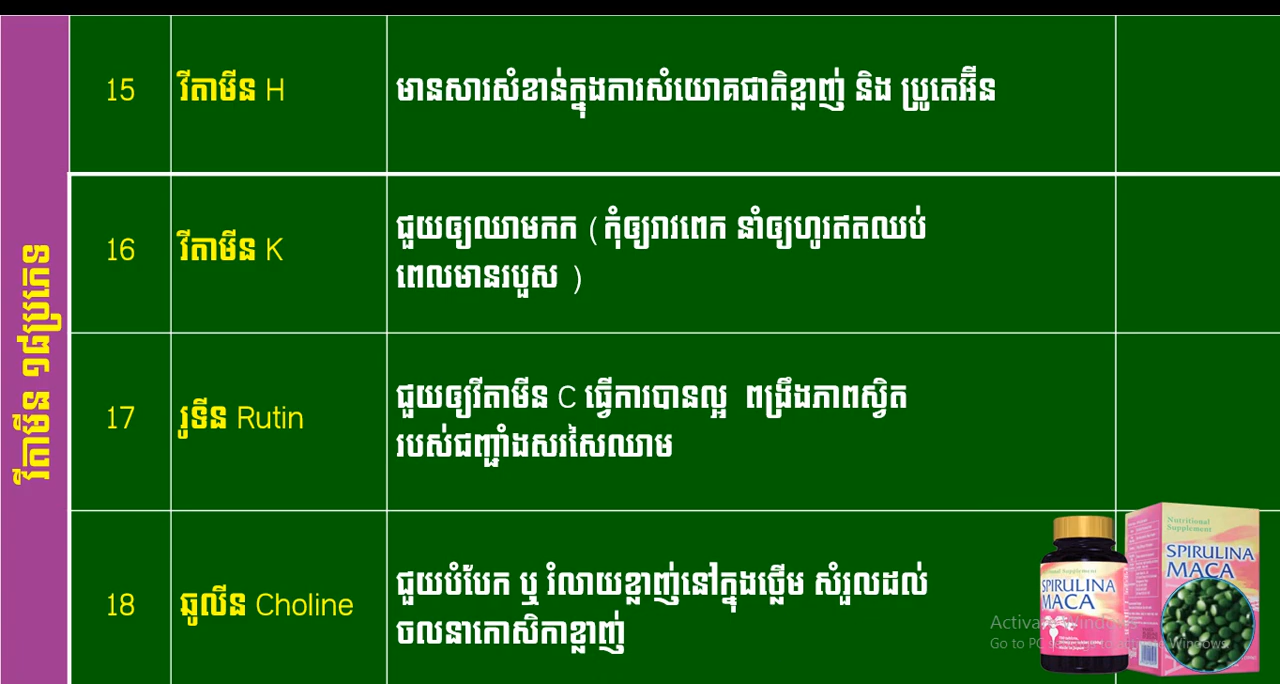 វីតាមីន ១៨ប្រភេទ
15 វីតាមីន H មានសារសំខាន់ក្នុងការសំយោគជាតិខ្លាញ់ និង ប្រូតេអ៊ីន
16 វីតាមីន K ជួយឲ្យឈាមកក ( កុំឲ្យរាវពេក នាំឲ្យហូរឥតឈប់
ពេលមានរបួស )
17 រូទីន Rutin ជួយឲ្យវីតាមីន C ធ្វើការបានល្អ ពង្រឹងភាពស្វិត
របស់ជញ្ជាំងសរសៃឈាម
18 ឆូលីន Choline ជួយបំបែក ឬ រំលាយខ្លាញ់នៅក្នុងថ្លើម សំរួលដល់
ចលនាកោសិកាខ្លាញ់
Nutritional
Supplement
SPIRULINA
MACA
Supplement
SPIRULINA
MACA
Activate Windows
Go to PC settings to activate Windows.